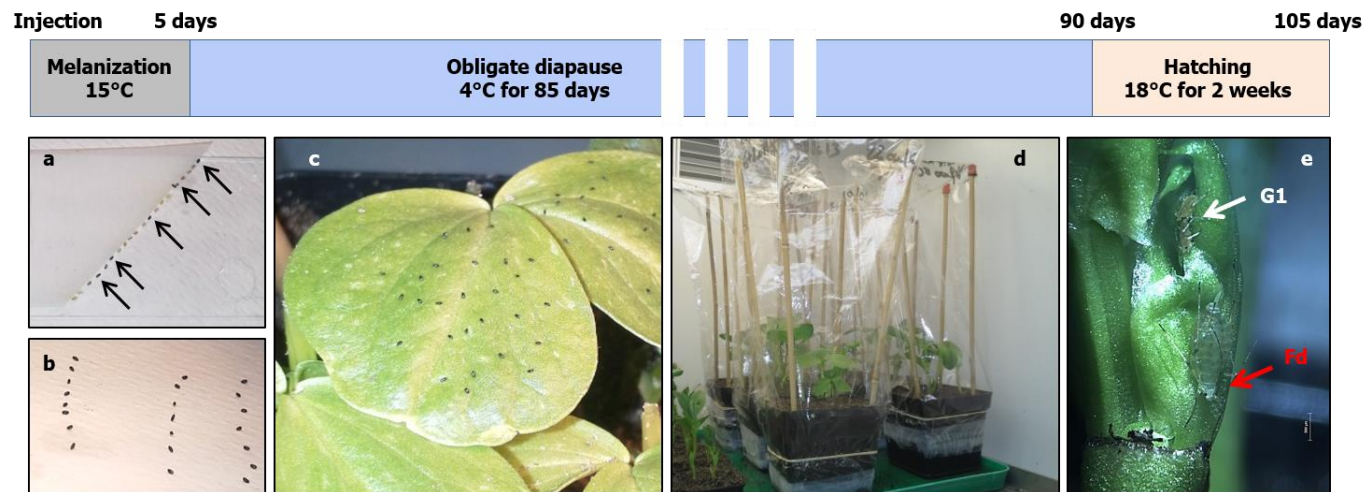 Injection 5 days 90 days 105 days
Melanization
15°C
Obligate diapause
4°C for 85 days
Hatching
18°C for 2 weeks
a
b
c
d
e
G1
Fd